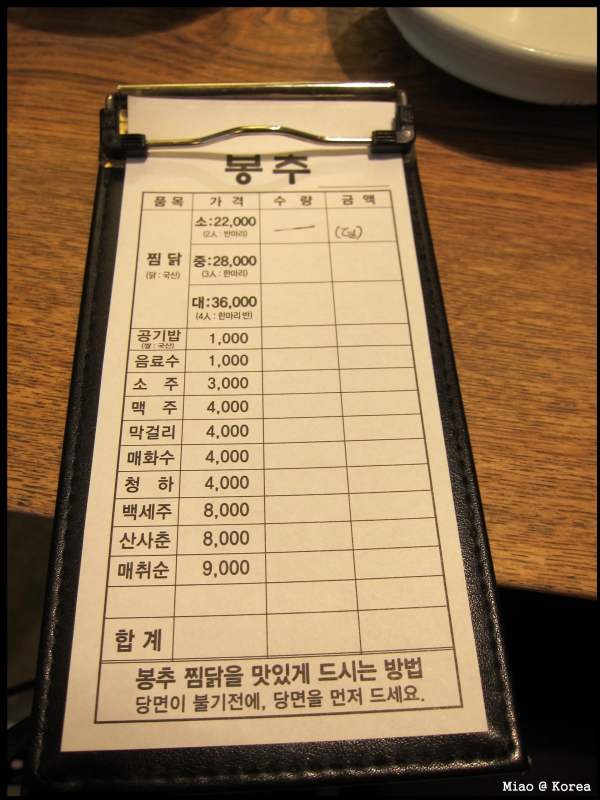 봉추
품목 가격 수량 금액
찜닭
(닭 : 국산)
소:22,000
(2人 : 반마리)
중:28,000
(3人 : 한마리)
대:36,000
(4人 : 한마리반)
공기밥 1,000
(쌀 : 국산)
음료수 1,000
소주 3,000
맥주 4,000
막걸리 4,000
매화수 4,000
청하 4,000
백세주 8,000
산사춘 8,000
매취순 9,000
합계
봉추 찜닭을 맛있게 드시는 방법
당면이 불기전에, 당면을 먼저 드세요.
Miao @ Korea